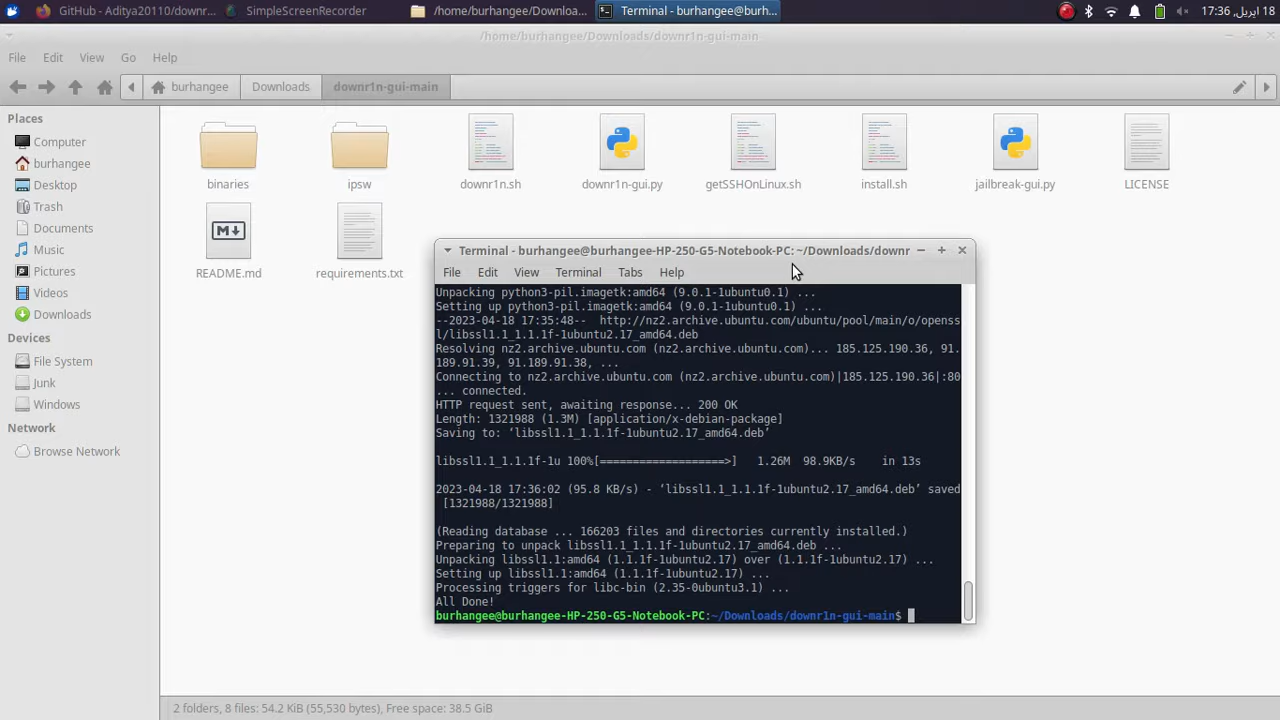 GitHub - Aditya20110/downr...
SimpleScreenRecorder
/home/burhangee/Downloa...
Terminal - burhangee@burh...
18 اپریل, 17:36
/home/burhangee/Downloads/downr1n-gui-main
File Edit View Go Help
burhangee Downloads downr1n-gui-main
Places
Computer
burhangee
Desktop
Trash
Documents
Music
Pictures
Videos
Downloads
Devices
File System
Junk
Windows
Network
Browse Network
binaries ipsw downr1n.sh downr1n-gui.py getSSHOnLinux.sh install.sh jailbreak-gui.py LICENSE
README.md requirements.txt
Terminal - burhangee@burhangee-HP-250-G5-Notebook-PC: ~/Downloads/downr
File Edit View Terminal Tabs Help
Unpacking python3-pil.imagetk:amd64 (9.0.1-1ubuntu0.1) ...
Setting up python3-pil.imagetk:amd64 (9.0.1-1ubuntu0.1) ...
--2023-04-18 17:35:48-- http://nz2.archive.ubuntu.com/ubuntu/pool/main/o/openss
l/libssl1.1_1.1.1f-1ubuntu2.17_amd64.deb
Resolving nz2.archive.ubuntu.com (nz2.archive.ubuntu.com)... 185.125.190.36, 91.
189.91.39, 91.189.91.38, ...
Connecting to nz2.archive.ubuntu.com (nz2.archive.ubuntu.com)|185.125.190.36|:80
... connected.
HTTP request sent, awaiting response... 200 OK
Length: 1321988 (1.3M) [application/x-debian-package]
Saving to: ‘libssl1.1_1.1.1f-1ubuntu2.17_amd64.deb’
libssl1.1_1.1.1f-1u 100%[===================>] 1.26M 98.9KB/s in 13s
2023-04-18 17:36:02 (95.8 KB/s) - ‘libssl1.1_1.1.1f-1ubuntu2.17_amd64.deb’ saved
[1321988/1321988]
(Reading database ... 166203 files and directories currently installed.)
Preparing to unpack libssl1.1_1.1.1f-1ubuntu2.17_amd64.deb ...
Unpacking libssl1.1:amd64 (1.1.1f-1ubuntu2.17) over (1.1.1f-1ubuntu2.17) ...
Setting up libssl1.1:amd64 (1.1.1f-1ubuntu2.17) ...
Processing triggers for libc-bin (2.35-0ubuntu3.1) ...
All Done!
burhangee@burhangee-HP-250-G5-Notebook-PC:~/Downloads/downr1n-gui-main$
2 folders, 8 files: 54.2 KiB (55,530 bytes), Free space: 38.5 GiB